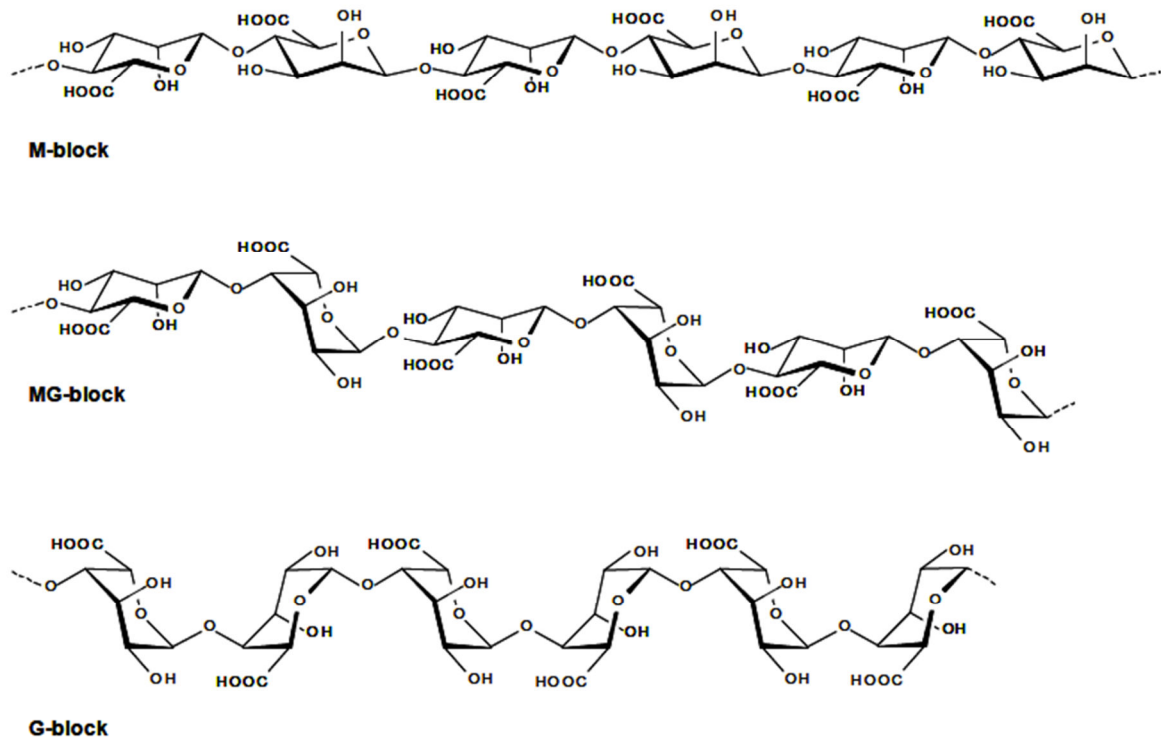 HOOC OH HOOC OH HOOC OH
HO O O HO O O HO O O
O O HO O O HO O O HO
HOOC OH HOOC OH HOOC OH
M-block
HOOC
HO O OH HOOC
O O O HO O OH HOOC
HOOC OH O O O HO O OH
HOOC OH O O O
OH HOOC OH
MG-block
OH
OH
HOOC OH HOOC OH HOOC OH
O OH O OH O OH
O O O O O O
O OH O OH O OH
OH HOOC OH HOOC OH HOOC
G-block